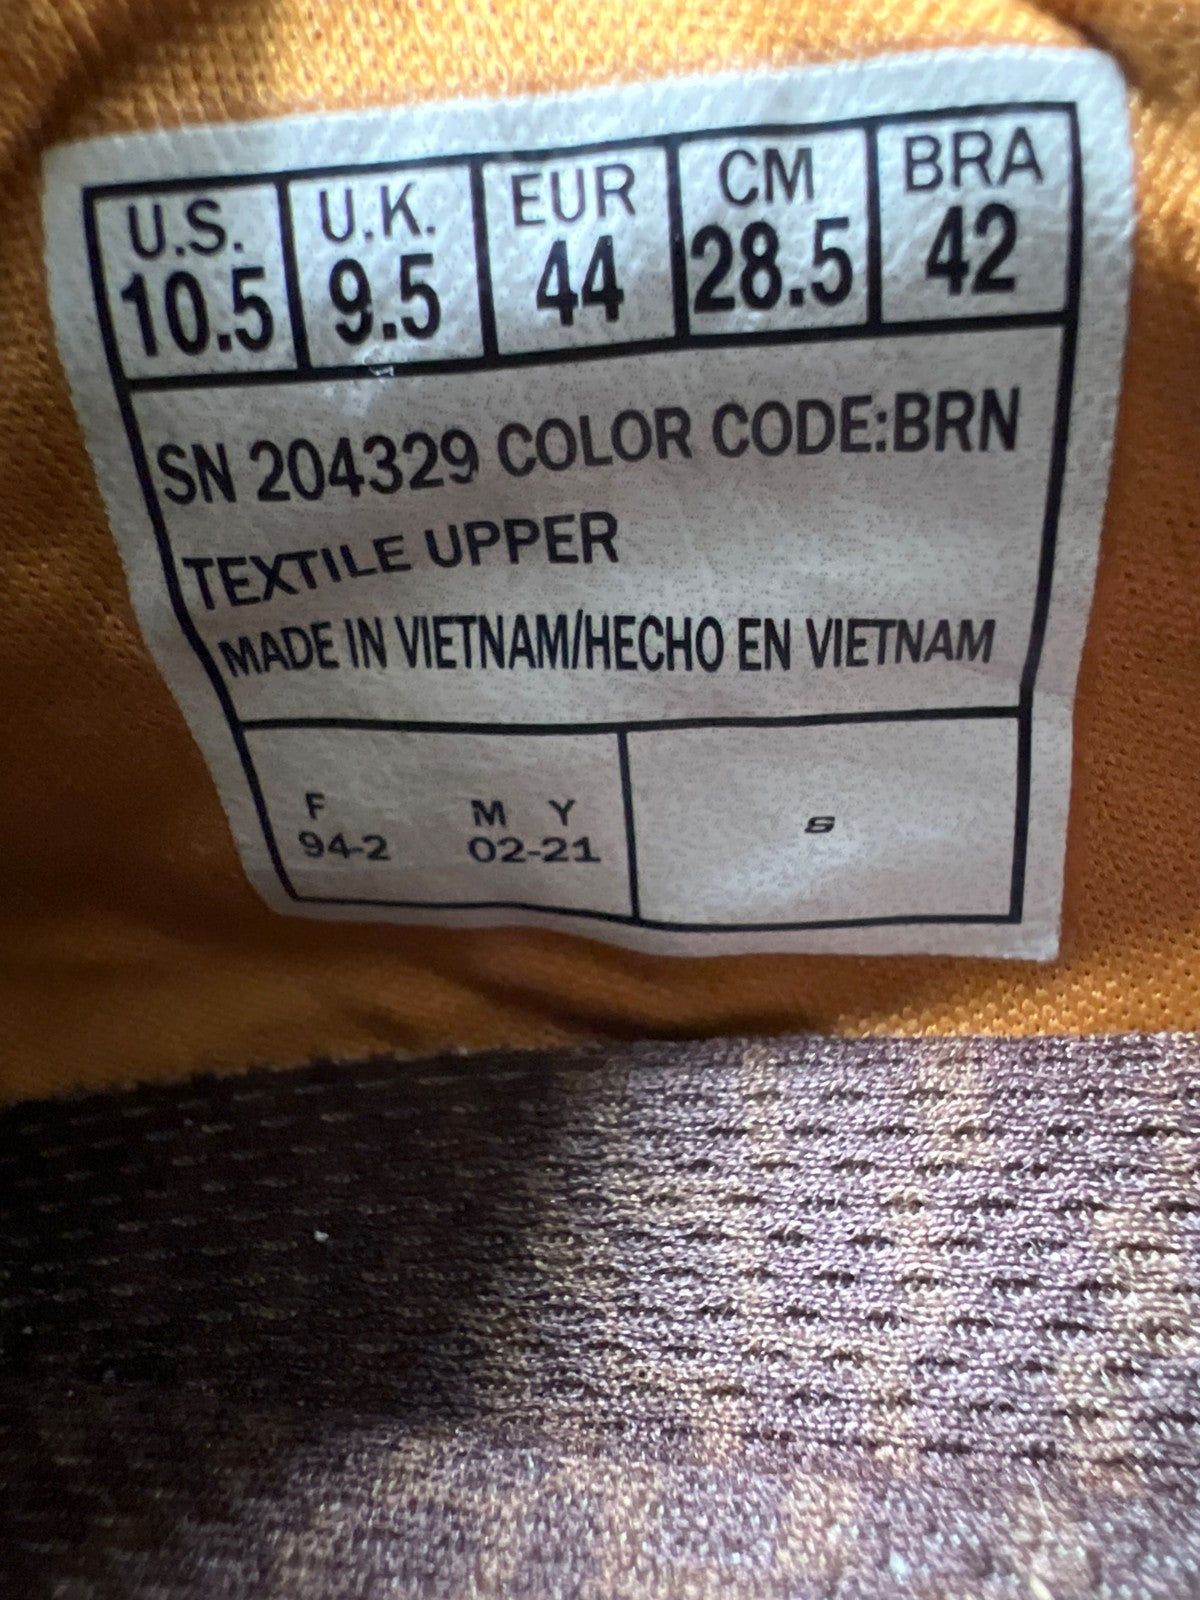 U.S. U.K. EUR CM BRA
10.5 9.5 44 28.5 42
SN 204329 COLOR CODE:BRN
TEXTILE UPPER
MADE IN VIETNAM/HECHO EN VIETNAM
F M Y
94-2 02-21
S